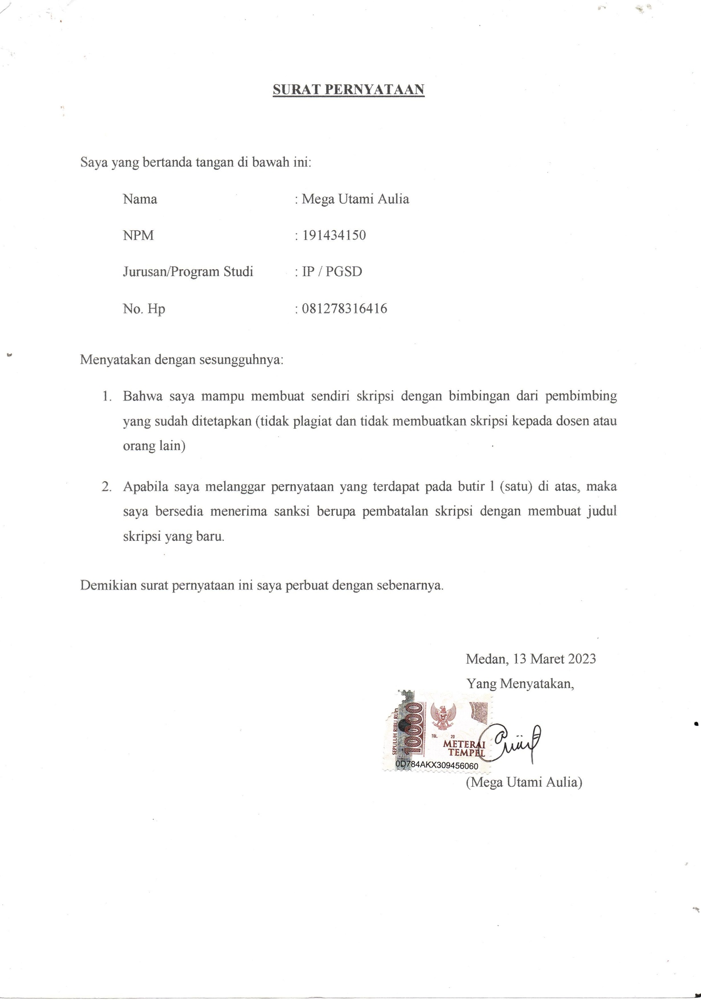 SURAT PERNYATAAN
Saya yang bertanda tangan di bawah ini:
Nama : Mega Utami Aulia
NPM : 191434150
Jurusan/Program Studi : IP / PGSD
No. Hp : 081278316416
Menyatakan dengan sesungguhnya:
1. Bahwa saya mampu membuat sendiri skripsi dengan bimbingan dari pembimbing
yang sudah ditetapkan (tidak plagiat dan tidak membuatkan skripsi kepada dosen atau
orang lain)
2. Apabila saya melanggar pernyataan yang terdapat pada butir 1 (satu) di atas, maka
saya bersedia menerima sanksi berupa pembatalan skripsi dengan membuat judul
skripsi yang baru.
Demikian surat pernyataan ini saya perbuat dengan sebenarnya.
Medan, 13 Maret 2023
Yang Menyatakan,
SEPULUH RIBU
10000
TGL. 20
METERAI
TEMPEL
0D784AKX309456060
(Mega Utami Aulia)